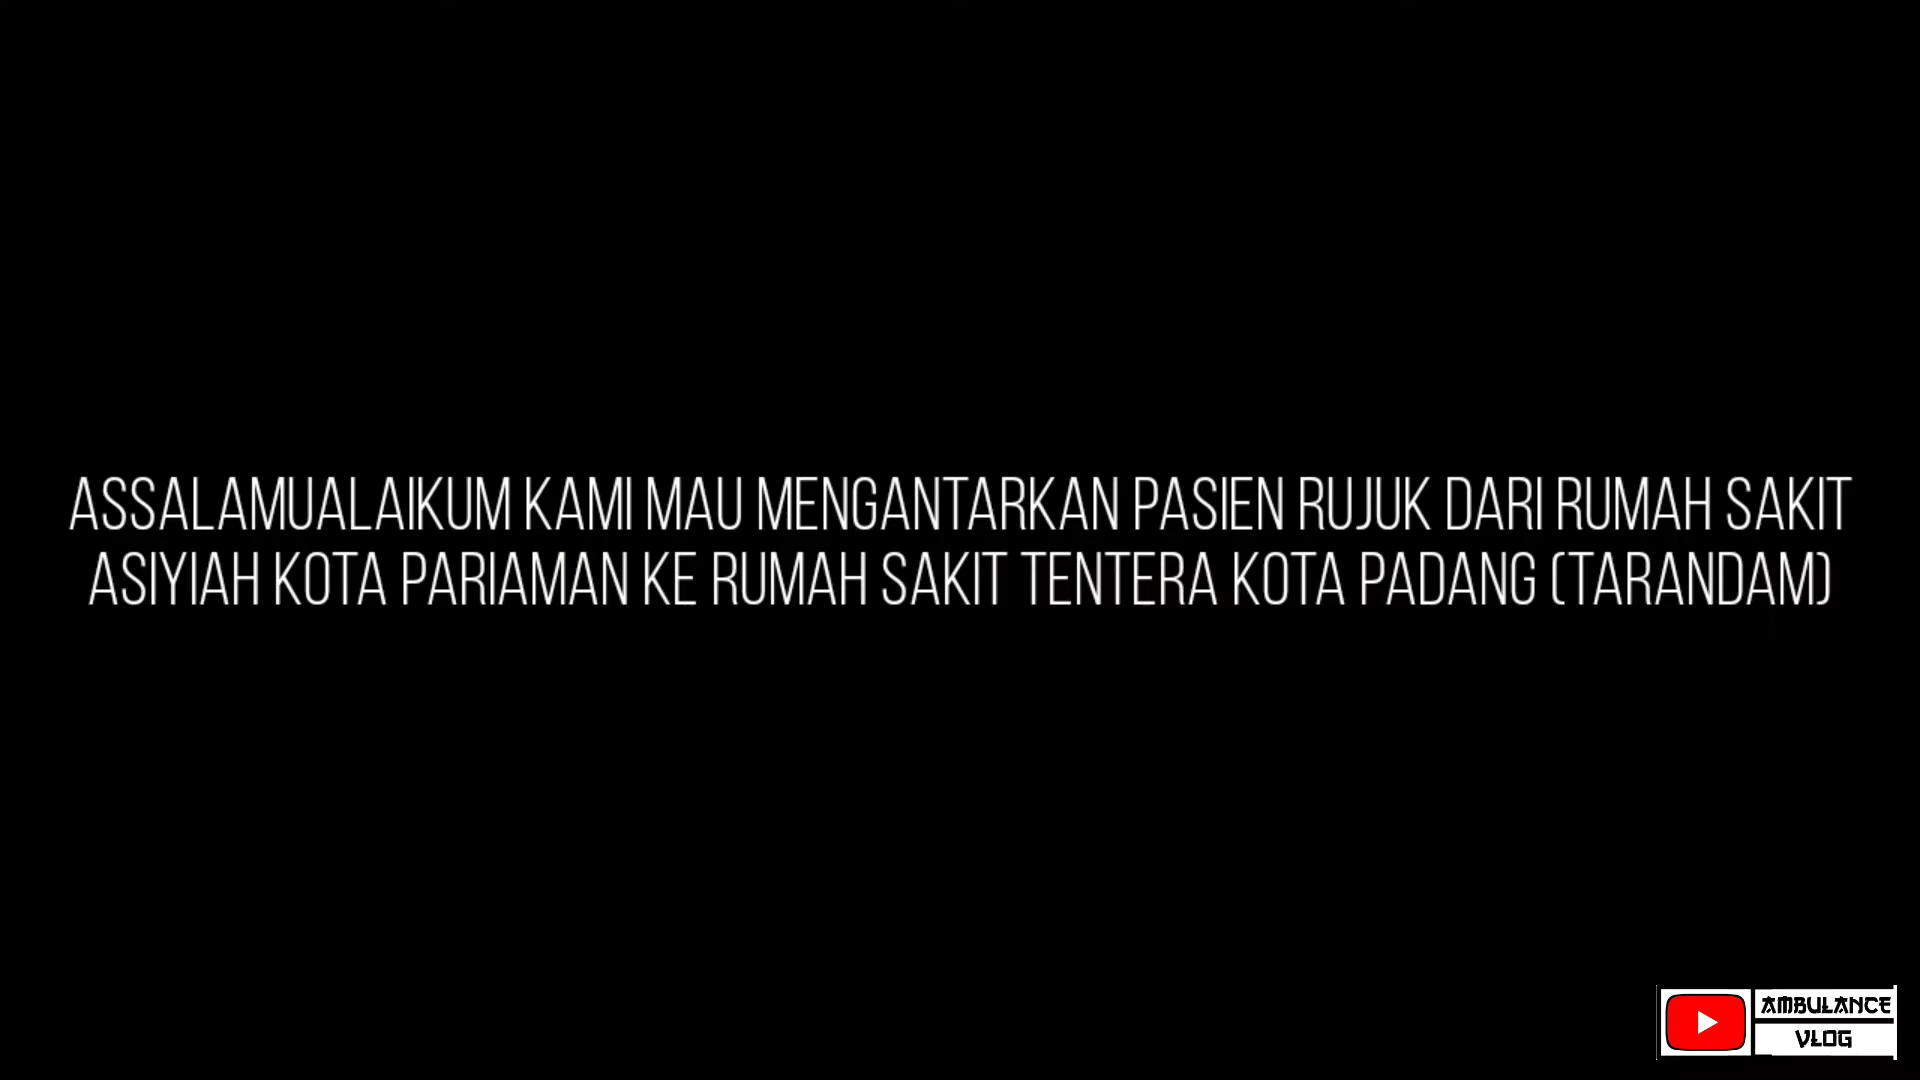 ASSALAMUALAIKUM KAMI MAU MENGANTARKAN PASIEN RUJUK DARI RUMAH SAKIT
ASIYIAH KOTA PARIAMAN KE RUMAH SAKIT TENTERA KOTA PADANG (TARANDAM)
AMBULANCE
VLOG